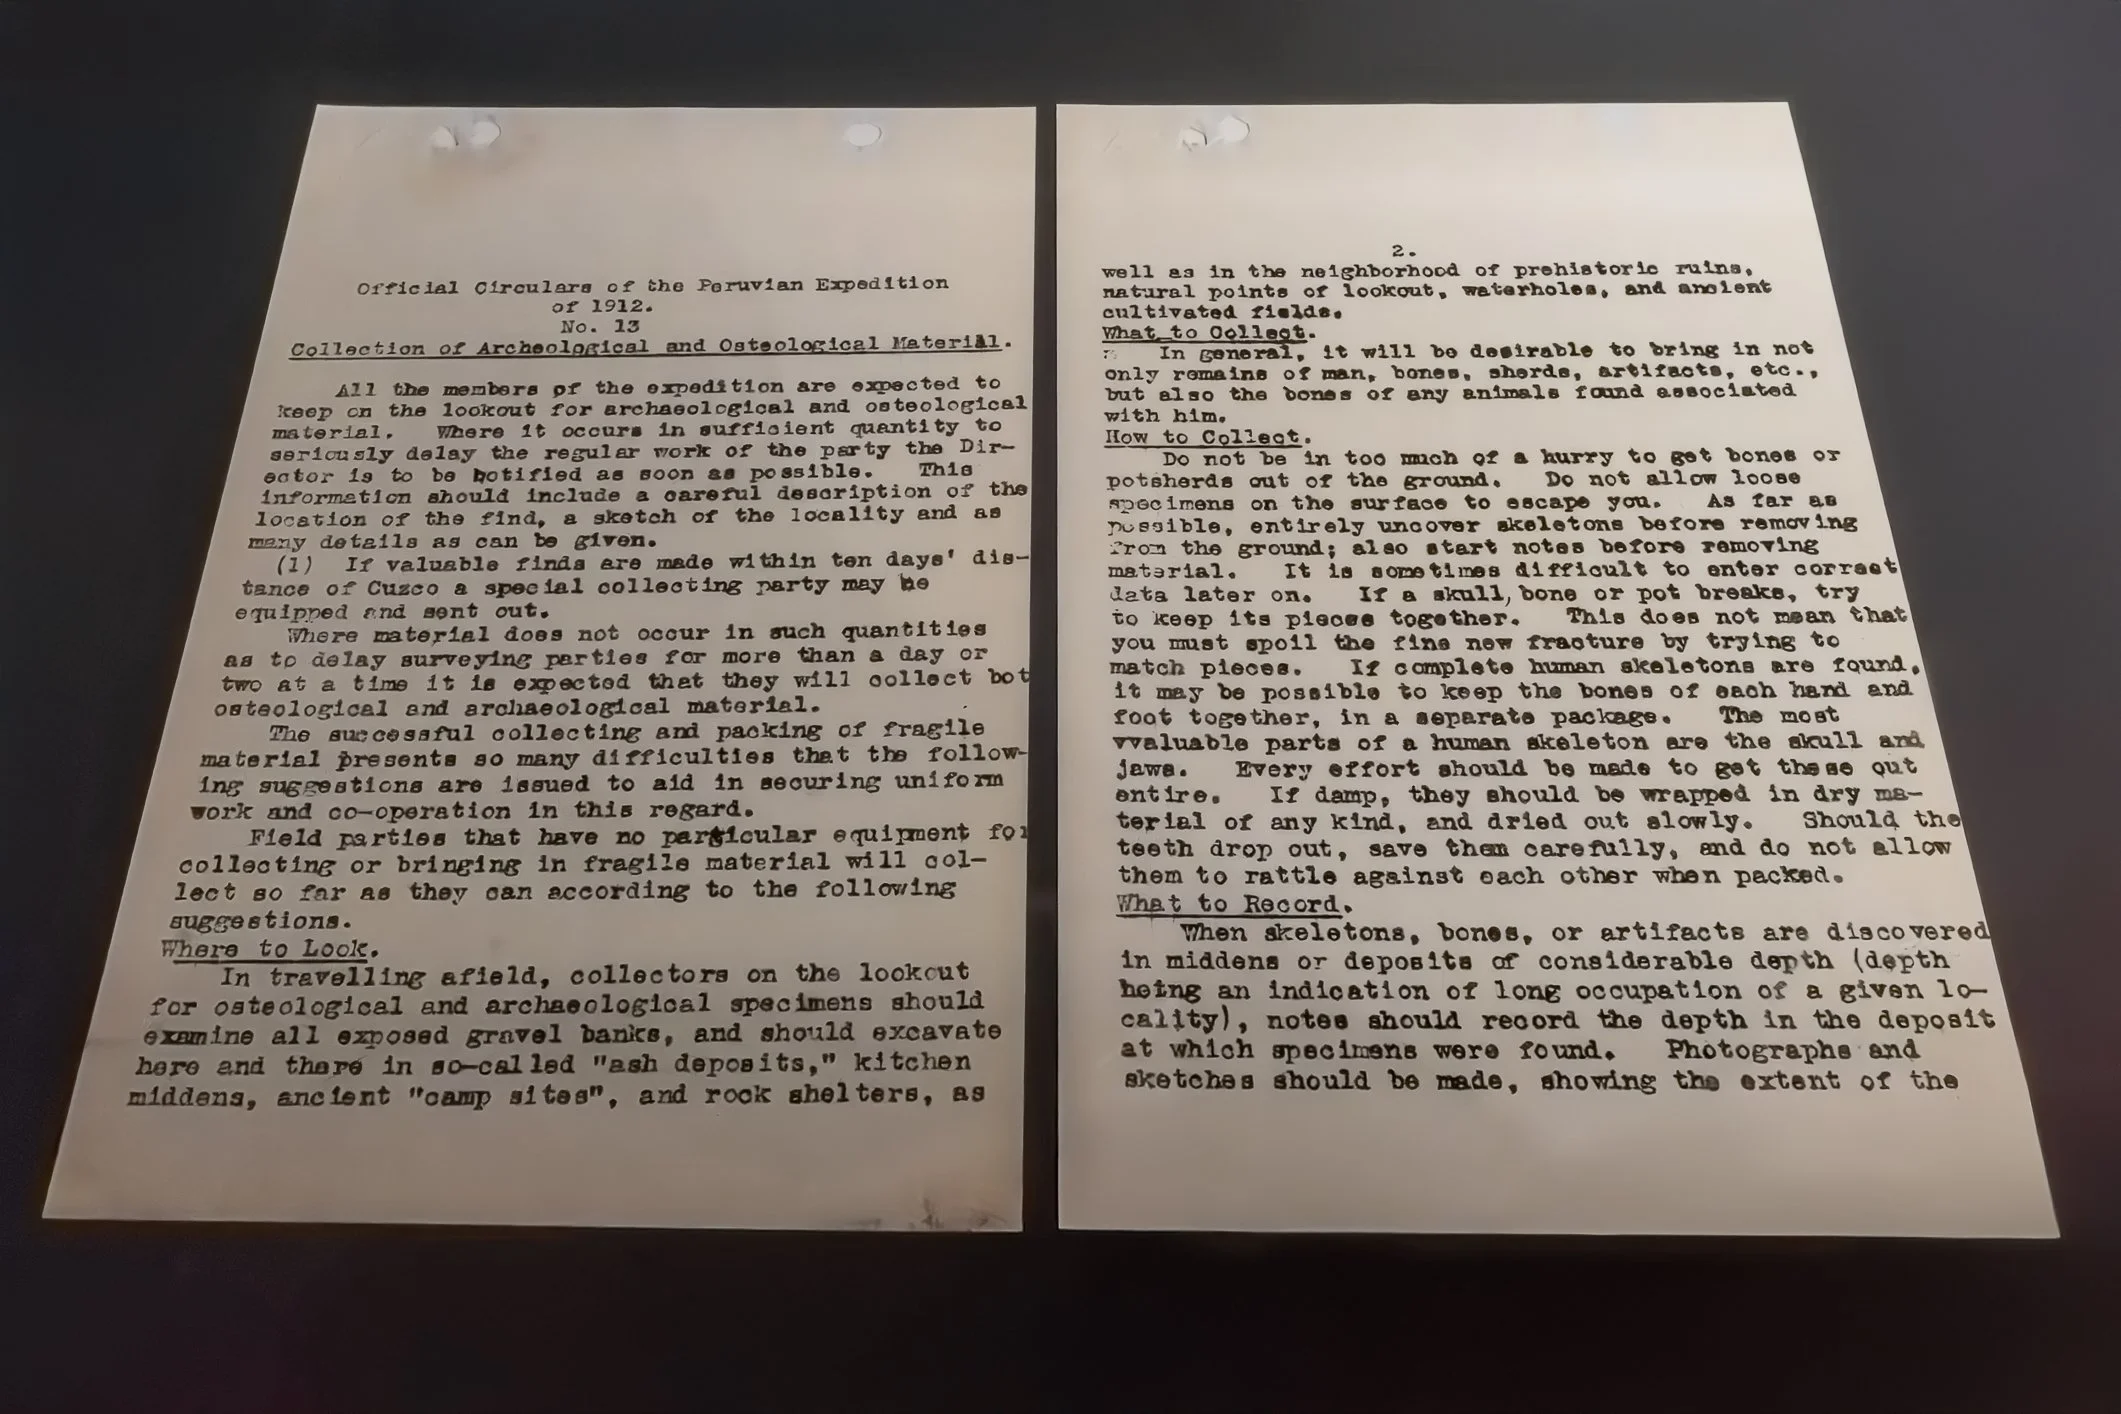 Official Circulars of the Peruvian Expedition
of 1912.
No. 13
Collection of Archeological and Osteological Material.
All the members of the expedition are expected to
keep on the lookout for archaeological and osteological
material. Where it occurs in sufficient quantity to
seriously delay the regular work of the party the Dir-
ector is to be notified as soon as possible. This
information should include a careful description of the
location of the find, a sketch of the locality and as
many details as can be given.
(1) If valuable finds are made within ten days' dis-
tance of Cuzco a special collecting party may be
equipped and sent out.
Where material does not occur in such quantities
as to delay surveying parties for more than a day or
two at a time it is expected that they will collect bot
osteological and archaeological material.
The successful collecting and packing of fragile
material presents so many difficulties that the follow-
ing suggestions are issued to aid in securing uniform
work and co-operation in this regard.
Field parties that have no particular equipment for
collecting or bringing in fragile material will col-
lect so far as they can according to the following
suggestions.
Where to Look.
In travelling afield, collectors on the lookout
for osteological and archaeological specimens should
examine all exposed gravel banks, and should excavate
here and there in so-called "ash deposits," kitchen
middens, ancient "camp sites", and rock shelters, as
2.
well as in the neighborhood of prehistoric ruins,
natural points of lookout, waterholes, and ancient
cultivated fields.
What to Collect.
In general, it will be desirable to bring in not
only remains of man, bones, sherds, artifacts, etc.,
but also the bones of any animals found associated
with him.
How to Collect.
Do not be in too much of a hurry to get bones or
potsherds out of the ground. Do not allow loose
specimens on the surface to escape you. As far as
possible, entirely uncover skeletons before removing
from the ground; also start notes before removing
material. It is sometimes difficult to enter correct
data later on. If a skull, bone or pot breaks, try
to keep its pieces together. This does not mean that
you must spoil the fine new fracture by trying to
match pieces. If complete human skeletons are found,
it may be possible to keep the bones of each hand and
foot together, in a separate package. The most
vvaluable parts of a human skeleton are the skull and
jaws. Every effort should be made to get these out
entire. If damp, they should be wrapped in dry ma-
terial of any kind, and dried out slowly. Should the
teeth drop out, save them carefully, and do not allow
them to rattle against each other when packed.
What to Record.
When skeletons, bones, or artifacts are discovered
in middens or deposits of considerable depth (depth
being an indication of long occupation of a given lo-
cality), notes should record the depth in the deposit
at which specimens were found. Photographs and
sketches should be made, showing the extent of the